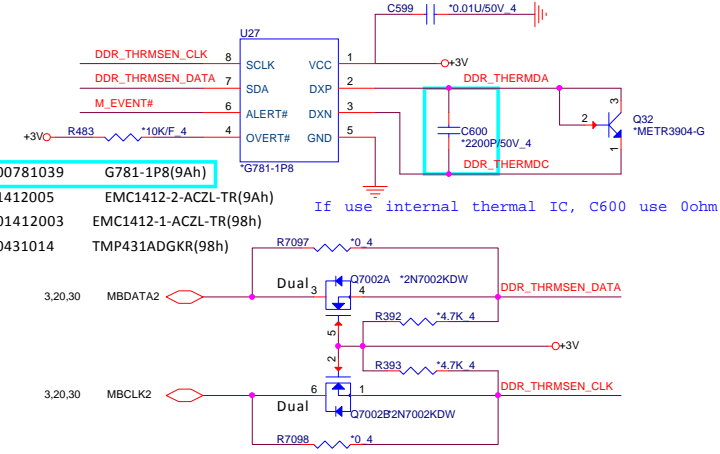 C599
*0.01U/50V_4
U27
DDR_THRMSEN_CLK
8
SCLK
VCC
1
+3V
DDR_THRMSEN_DATA
7
SDA
DXP
2
DDR_THERMDA
M_EVENT#
6
ALERT#
DXN
3
+3V
R483
*10K/F_4
4
OVERT#
GND
5
*G781-1P8
C600
*2200P/50V_4
DDR_THERMDC
3
2
1
Q32
*METR3904-G
00781039 G781-1P8(9Ah)
1412005 EMC1412-2-ACZL-TR(9Ah)
01412003 EMC1412-1-ACZL-TR(98h)
0431014 TMP431ADGKR(98h)
If use internal thermal IC, C600 use 0ohm
R7097
*0_4
Dual
Q7002A
*2N7002KDW
3,20,30
MBDATA2
3
4
DDR_THRMSEN_DATA
5
R392
*4.7K_4
+3V
2
R393
*4.7K_4
3,20,30
MBCLK2
6
1
DDR_THRMSEN_CLK
Dual
Q7002B
*2N7002KDW
R7098
*0_4